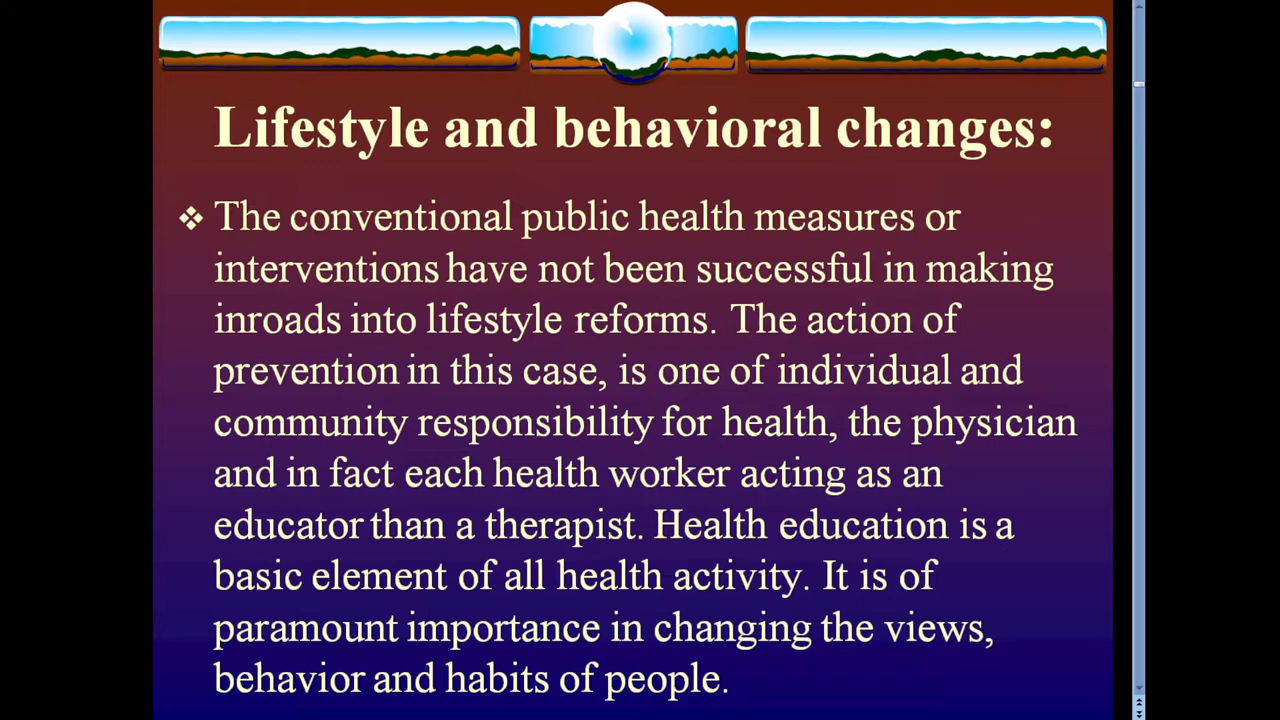 Lifestyle and behavioral changes:
❖ The conventional public health measures or
interventions have not been successful in making
inroads into lifestyle reforms. The action of
prevention in this case, is one of individual and
community responsibility for health, the physician
and in fact each health worker acting as an
educator than a therapist. Health education is a
basic element of all health activity. It is of
paramount importance in changing the views,
behavior and habits of people.